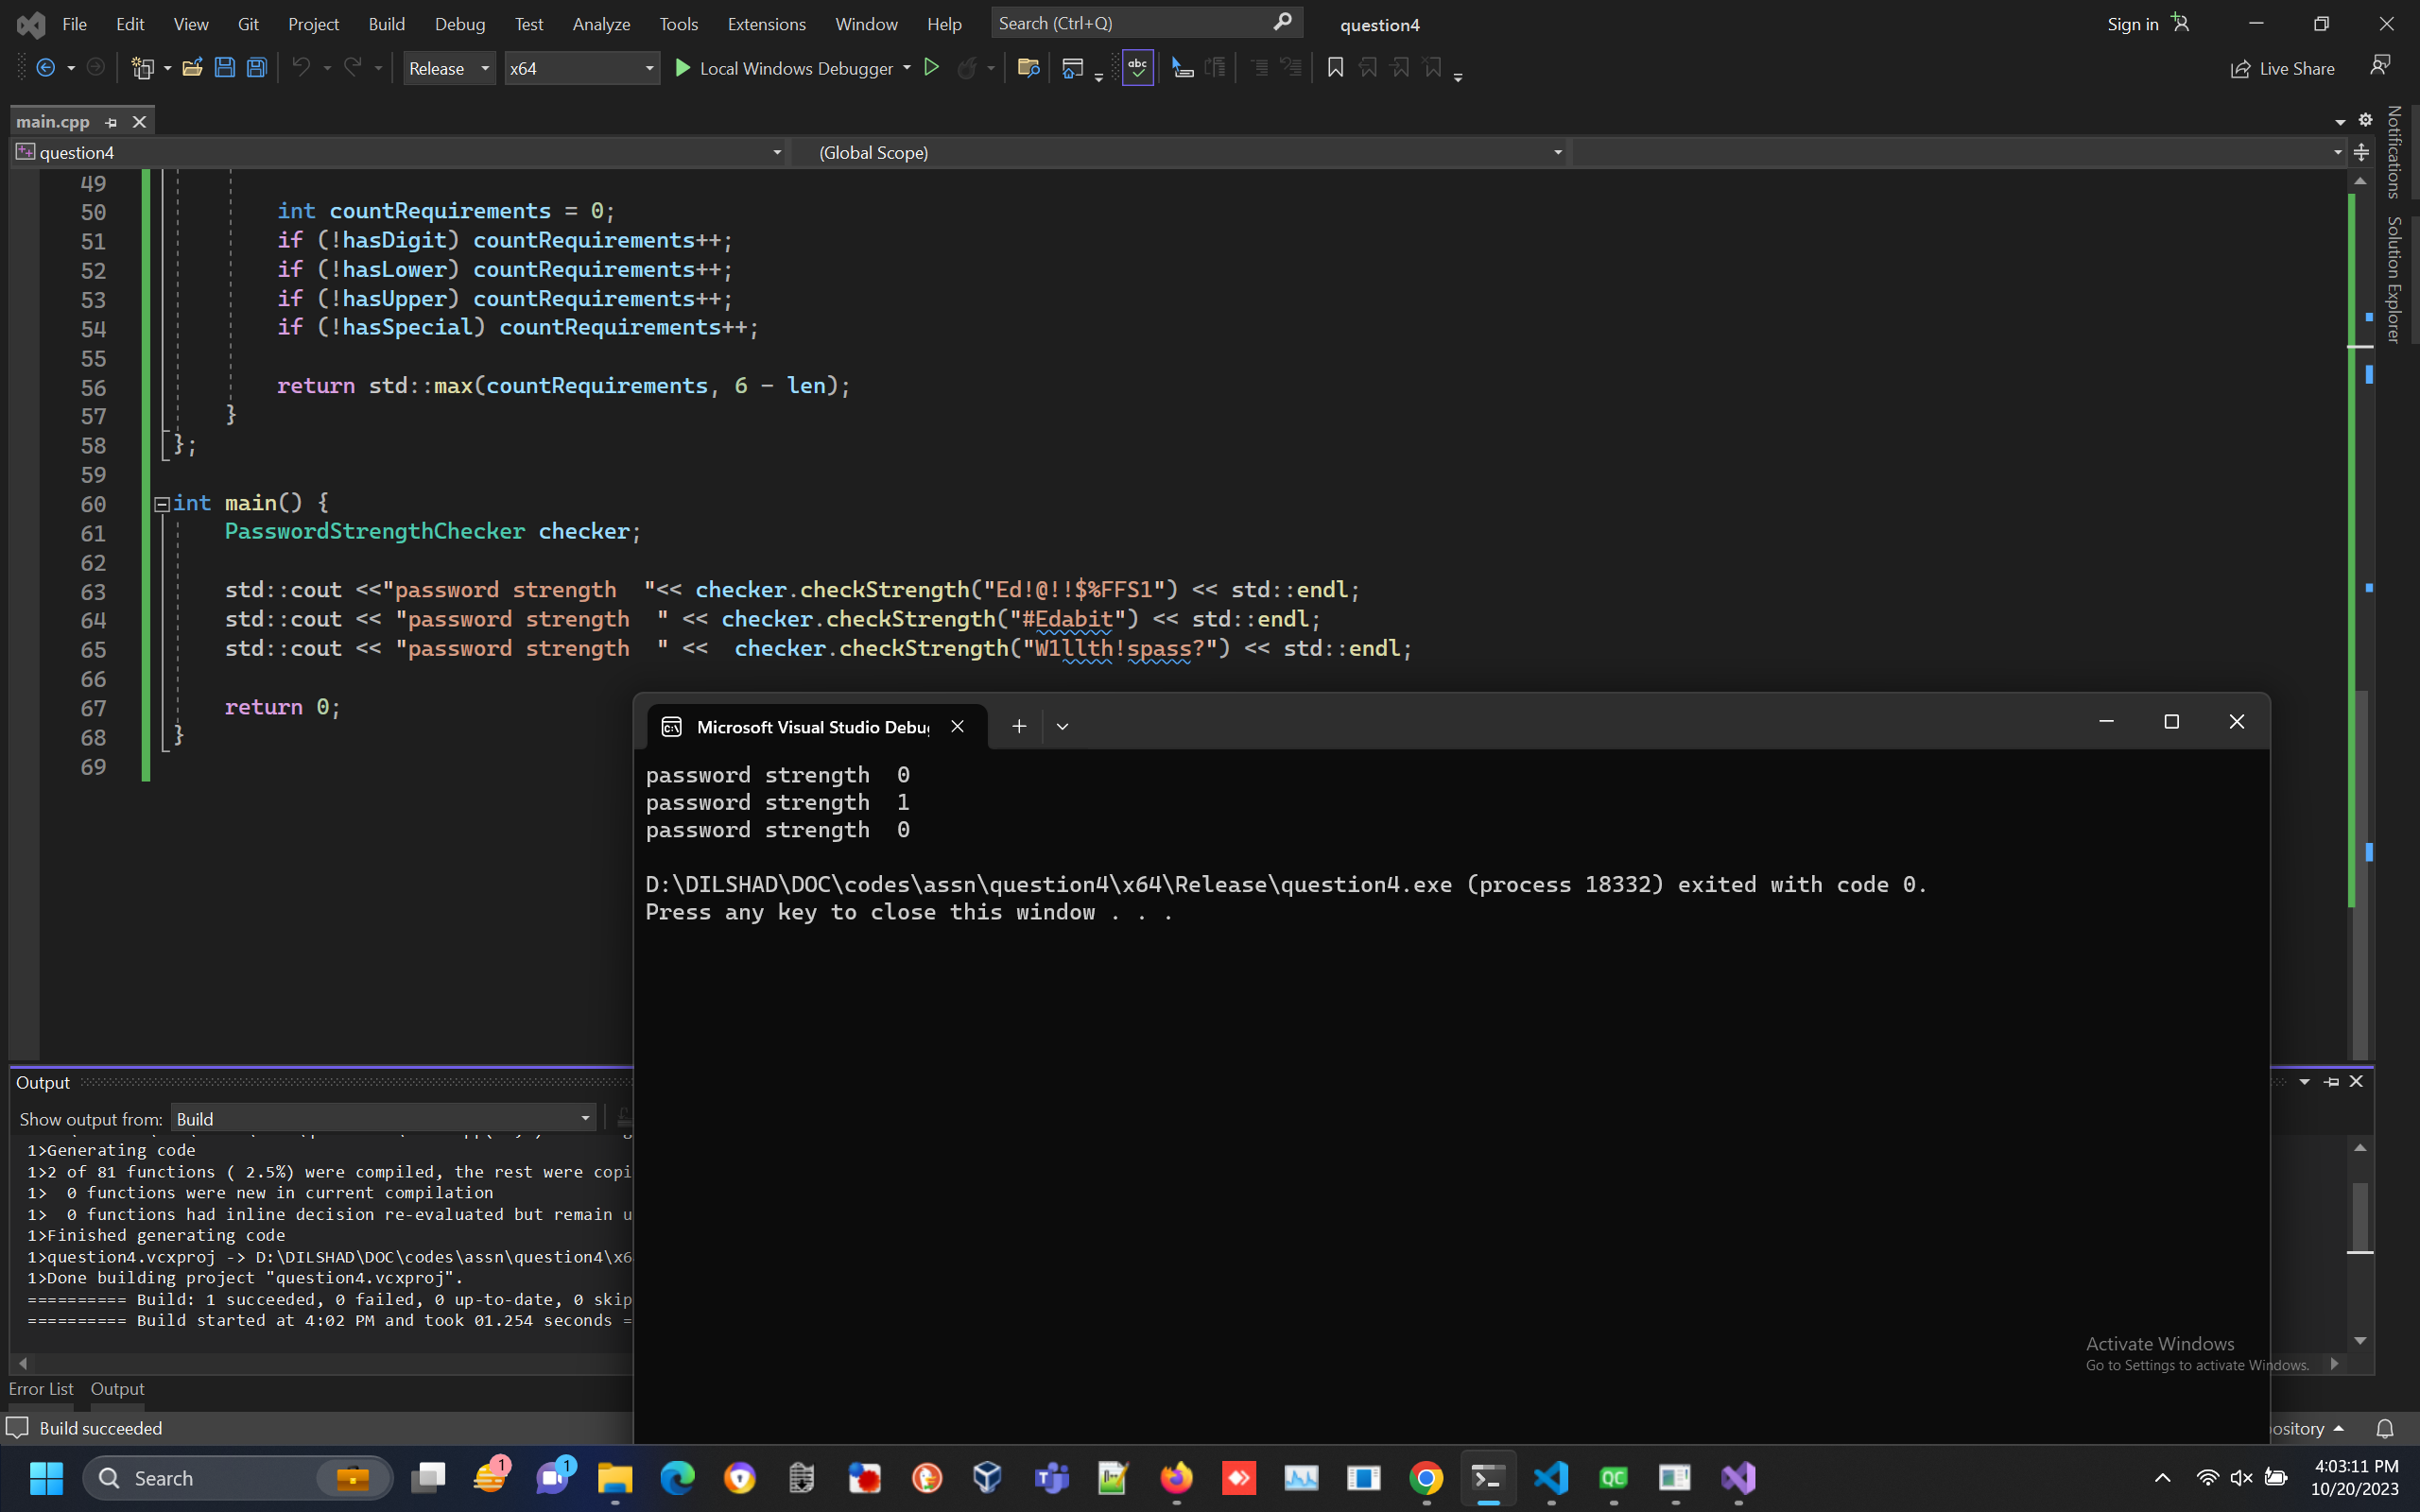 File Edit View Git Project Build Debug Test Analyze Tools Extensions Window Help Search (Ctrl+Q) question4 Sign in
Release x64 Local Windows Debugger abc Live Share
main.cpp
question4 (Global Scope)
49
50 int countRequirements = 0;
51 if (!hasDigit) countRequirements++;
52 if (!hasLower) countRequirements++;
53 if (!hasUpper) countRequirements++;
54 if (!hasSpecial) countRequirements++;
55
56 return std::max(countRequirements, 6 - len);
57 }
58 };
59
60 int main() {
61 PasswordStrengthChecker checker;
62
63 std::cout <<"password strength  "<< checker.checkStrength("Ed!@!!$%FFS1") << std::endl;
64 std::cout << "password strength  " << checker.checkStrength("#Edabit") << std::endl;
65 std::cout << "password strength  " <<  checker.checkStrength("W1llth!spass?") << std::endl;
66
67 return 0;
68 }
69
Notifications
Solution Explorer
Microsoft Visual Studio Debu
password strength  0
password strength  1
password strength  0
D:\DILSHAD\DOC\codes\assn\question4\x64\Release\question4.exe (process 18332) exited with code 0.
Press any key to close this window . . .
Output
Show output from: Build
1>Generating code
1>2 of 81 functions ( 2.5%) were compiled, the rest were copi
1>  0 functions were new in current compilation
1>  0 functions had inline decision re-evaluated but remain u
1>Finished generating code
1>question4.vcxproj -> D:\DILSHAD\DOC\codes\assn\question4\x6
1>Done building project "question4.vcxproj".
========== Build: 1 succeeded, 0 failed, 0 up-to-date, 0 skip
========== Build started at 4:02 PM and took 01.254 seconds =
Activate Windows
Go to Settings to activate Windows.
Error List Output
Build succeeded
ository
Search
1
1
QC
4:03:11 PM
10/20/2023